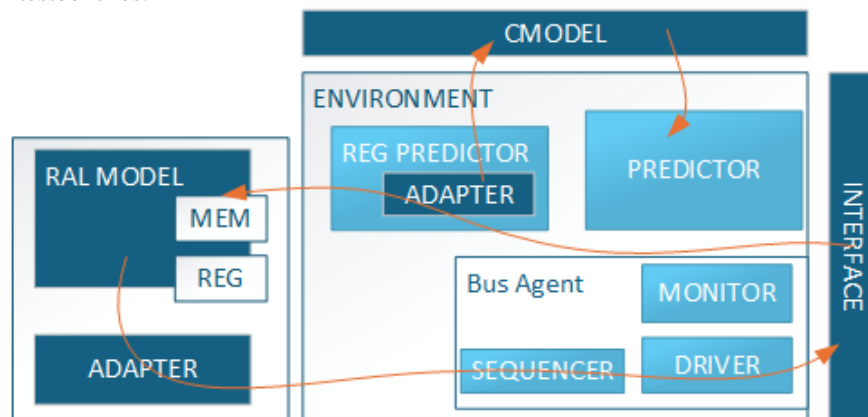 CMODEL
ENVIRONMENT
REG PREDICTOR
ADAPTER
PREDICTOR
RAL MODEL
MEM
REG
ADAPTER
Bus Agent
MONITOR
SEQUENCER
DRIVER
INTERFACE